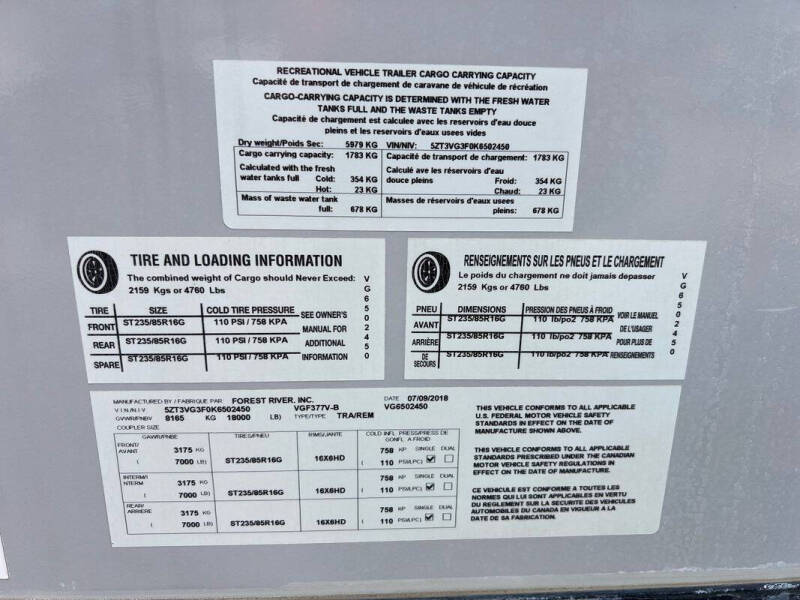 RECREATIONAL VEHICLE TRAILER CARGO CARRYING CAPACITY
Capacité de transport de chargement de caravane de véhicule de récréation
CARGO-CARRYING CAPACITY IS DETERMINED WITH THE FRESH WATER
TANKS FULL AND THE WASTE TANKS EMPTY
Capacité de chargement est calculee avec les reservoirs d'eau douce
pleins et les reservoirs d'eaux usees vides
Dry weight/Poids Sec: 5979 KG VIN/NIV: 5ZT3VG3F0K6502450
Cargo carrying capacity: 1783 KG Capacité de transport de chargement: 1783 KG
Calculated with the fresh Calculé ave les réservoirs d'eau
water tanks full Cold: 354 KG douce pleins Froid: 354 KG
Hot: 23 KG Chaud: 23 KG
Mass of waste water tank Masses de réservoirs d'eaux usees
full: 678 KG pleins: 678 KG
TIRE AND LOADING INFORMATION
The combined weight of Cargo should Never Exceed:
2159 Kgs or 4760 Lbs
TIRE SIZE COLD TIRE PRESSURE SEE OWNER'S
FRONT ST235/85R16G 110 PSI / 758 KPA MANUAL FOR
REAR ST235/85R16G 110 PSI / 758 KPA ADDITIONAL
SPARE ST235/85R16G 110 PSI / 758 KPA INFORMATION
VG6502450
RENSEIGNEMENTS SUR LES PNEUS ET LE CHARGEMENT
Le poids du chargement ne doit jamais depasser
2159 Kgs or 4760 Lbs
PNEU DIMENSIONS PRESSION DES PNEUS À FROID VOIR LE MANUEL
AVANT ST235/85R16G 110 lb/po2 758 KPA DE L'USAGER
ARRIÈRE ST235/85R16G 110 lb/po2 758 KPA POUR PLUS DE
DE SECOURS ST235/85R16G 110 lb/po2 758 KPA RENSEIGNEMENTS
VG6502450
MANUFACTURED BY / FABRIQUE PAR FOREST RIVER, INC. DATE 07/09/2018
V.I.N./N.I.V. 5ZT3VG3F0K6502450 VGF377V-B VG6502450
GVWR/PNBV 8165 KG 18000 LB) TYPE/TYPE TRA/REM
COUPLER SIZE
GAWR/PNBE TIRES/PNEU RIMS/JANTE COLD INFL PRESS/PRESS DE
GONFL A FROID
FRONT/
AVANT 3175 KG 758 KP SINGLE DUAL
( 7000 LB) ST235/85R16G 16X6HD ( 110 PSI/LPC)
INTERM/
NTERM 3175 KG 758 KP SINGLE DUAL
( 7000 LB) ST235/85R16G 16X6HD ( 110 PSI/LPC)
REAR/
ARRIÈRE 3175 KG 758 KP SINGLE DUAL
( 7000 LB) ST235/85R16G 16X6HD ( 110 PSI/LPC)
THIS VEHICLE CONFORMS TO ALL APPLICABLE
U.S. FEDERAL MOTOR VEHICLE SAFETY
STANDARDS IN EFFECT ON THE DATE OF
MANUFACTURE SHOWN ABOVE.
THIS VEHICLE CONFORMS TO ALL APPLICABLE
STANDARDS PRESCRIBED UNDER THE CANADIAN
MOTOR VEHICLE SAFETY REGULATIONS IN
EFFECT ON THE DATE OF MANUFACTURE
CE VÉHICULE EST CONFORME A TOUTES LES
NORMES QUI LUI SONT APPLICABLES EN VERTU
DU REGLEMENT SUR LA SECURITE DES VEHICULES
AUTOMOBILES DU CANADA EN VIGUEUR A LA
DATE DE SA FABRICATION.